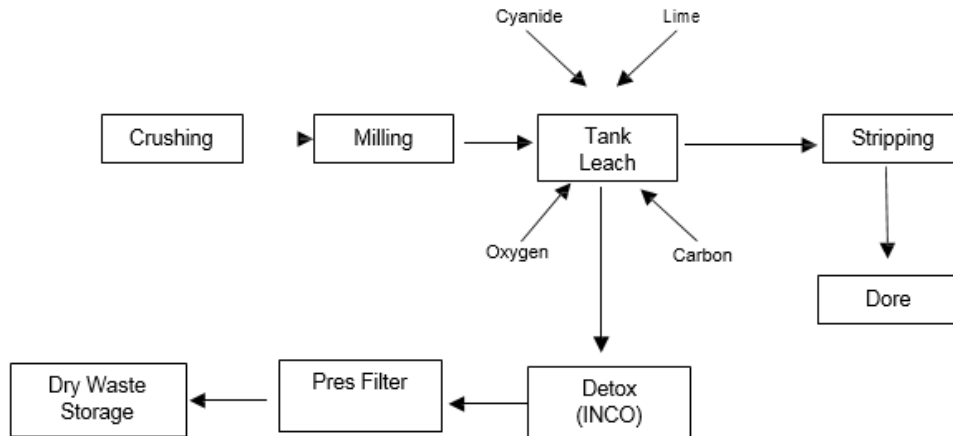 Cyanide
Lime
Crushing
Milling
Tank
Leach
Stripping
Oxygen
Carbon
Dore
Dry Waste
Storage
Pres Filter
Detox
(INCO)